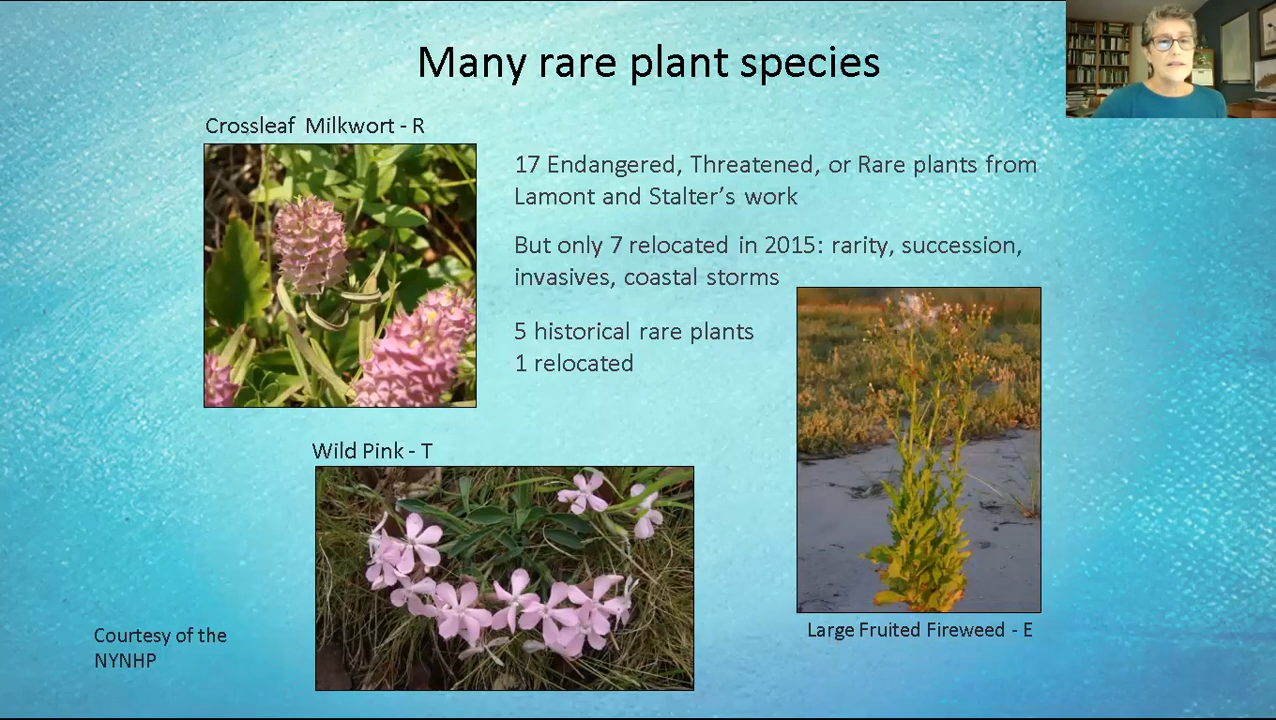 Many rare plant species
Crossleaf Milkwort - R
17 Endangered, Threatened, or Rare plants from
Lamont and Stalter's work
But only 7 relocated in 2015: rarity, succession,
invasives, coastal storms
5 historical rare plants
1 relocated
Wild Pink - T
Large Fruited Fireweed - E
Courtesy of the
NYNHP